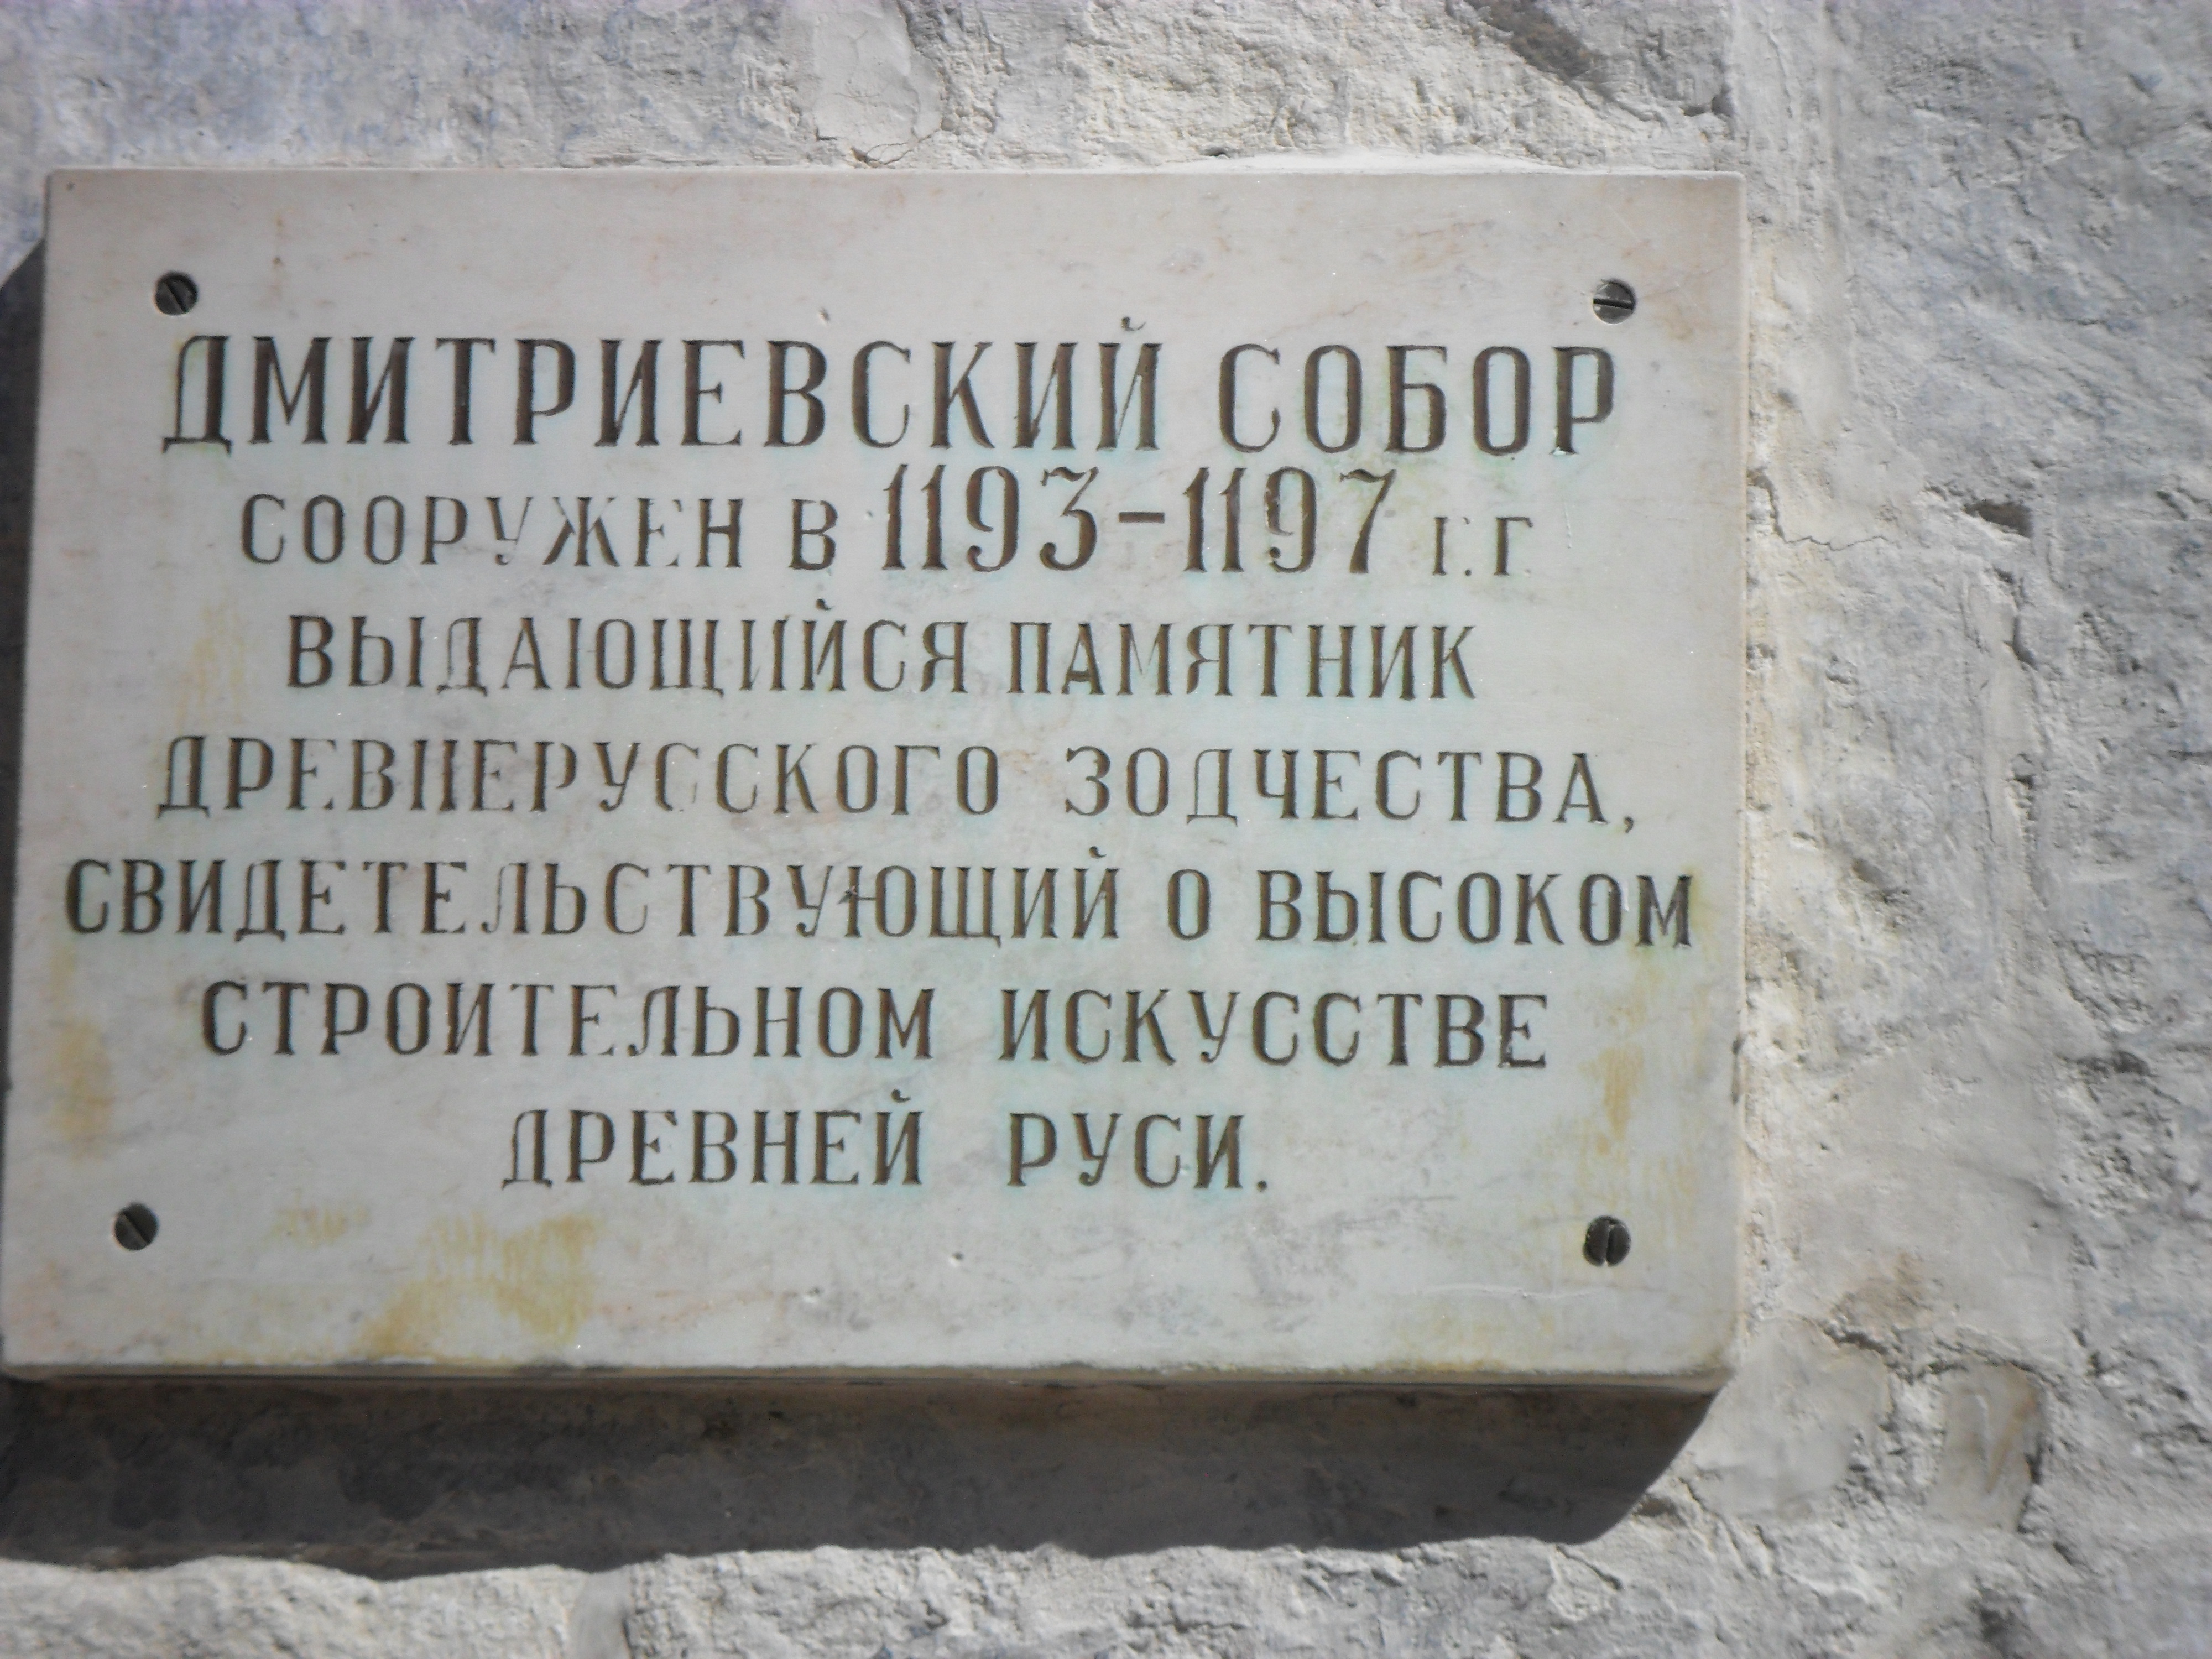 ДМИТРИЕВСКИЙ СОБОР
СООРУЖЕН В 1193-1197 Г.Г.
ВЫДАЮЩИЙСЯ ПАМЯТНИК
ДРЕВНЕРУССКОГО ЗОДЧЕСТВА,
СВИДЕТЕЛЬСТВУЮЩИЙ О ВЫСОКОМ
СТРОИТЕЛЬНОМ ИСКУССТВЕ
ДРЕВНЕЙ РУСИ.